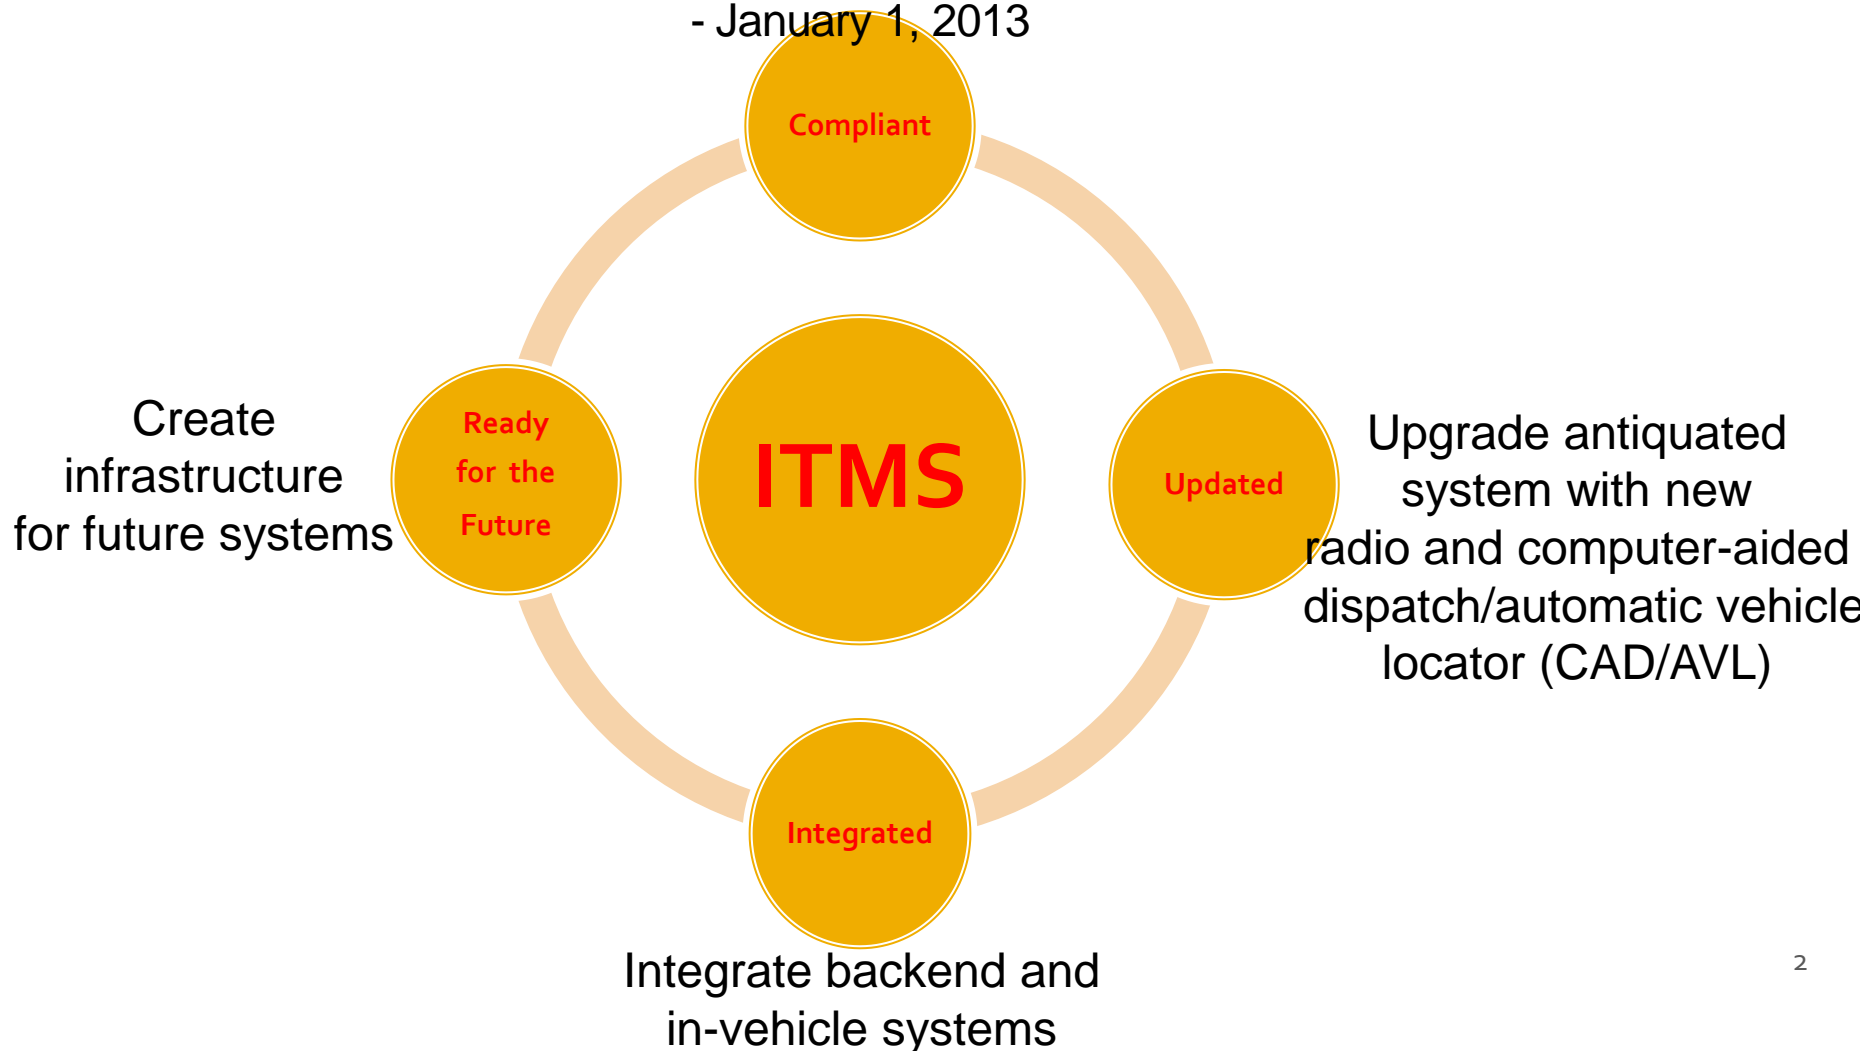 - January 1, 2013
Compliant
Create
infrastructure
for future systems
Ready
for the
Future
ITMS
Updated
Upgrade antiquated
system with new
radio and computer-aided
dispatch/automatic vehicle
locator (CAD/AVL)
Integrated
Integrate backend and
in-vehicle systems
2